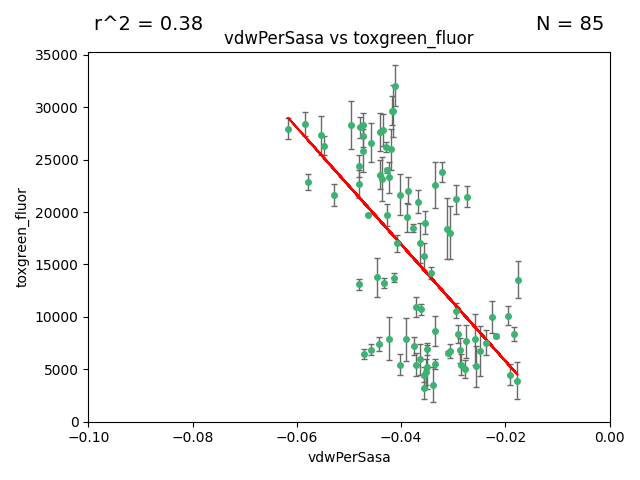 r^2 = 0.38
N = 85
vdwPerSasa vs toxgreen_fluor
35000
30000
25000
20000
15000
10000
5000
0
toxgreen_fluor
−0.10
−0.08
−0.06
−0.04
−0.02
0.00
vdwPerSasa